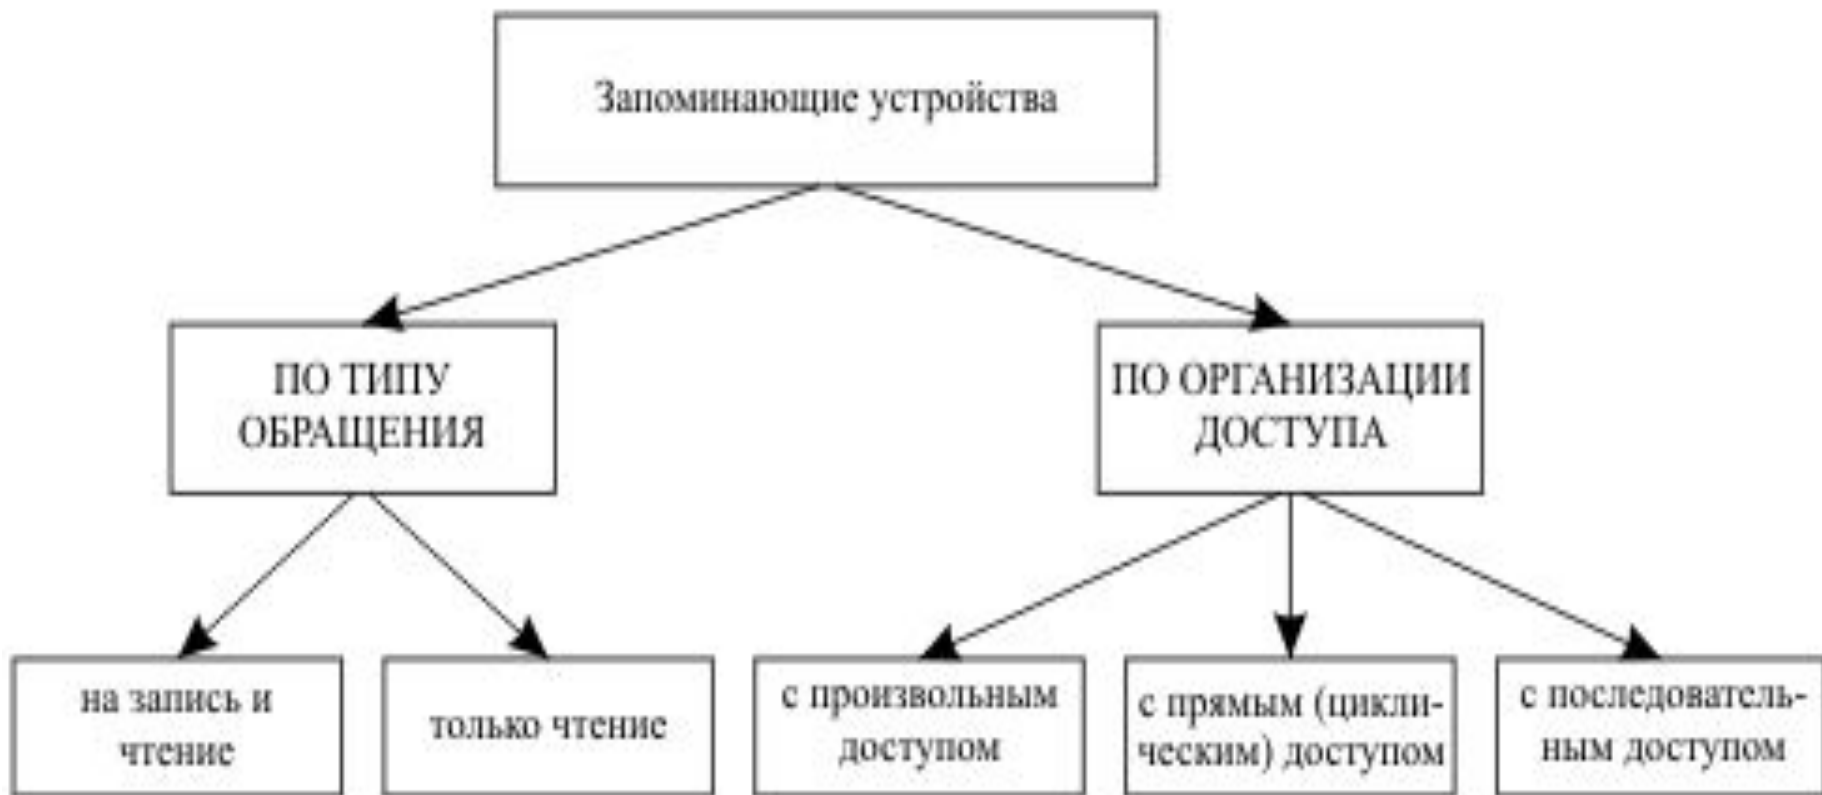 Запоминающие устройства
ПО ТИПУ
ОБРАЩЕНИЯ
ПО ОРГАНИЗАЦИИ
ДОСТУПА
на запись и
чтение
только чтение
с произвольным
доступом
с прямым (цикли-
ческим) доступом
с последователь-
ным доступом